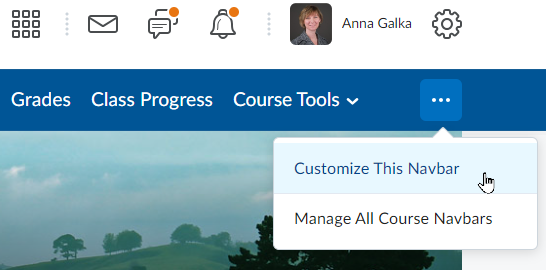 Anna Galka
Grades Class Progress Course Tools
Customize This Navbar
Manage All Course Navbars